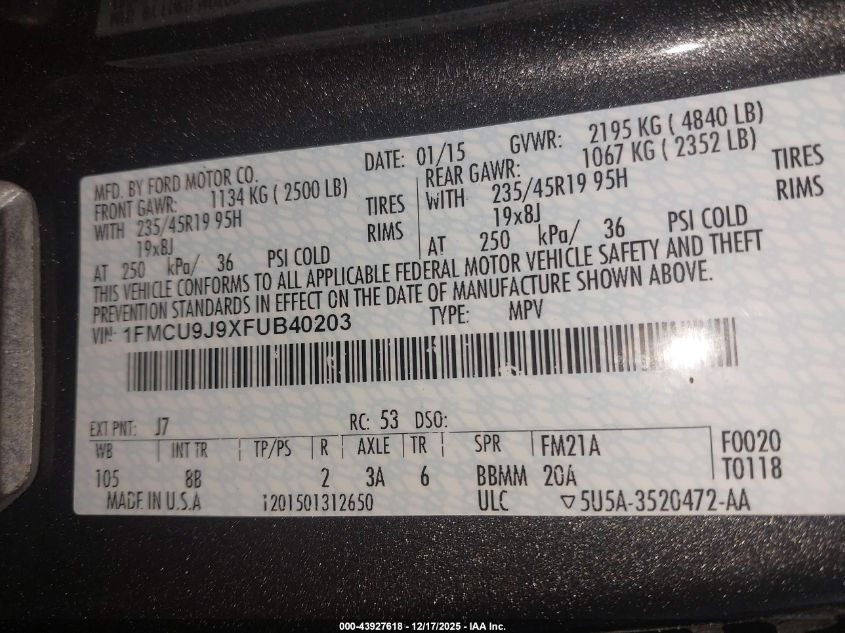 MFD. BY FORD MOTOR CO.
DATE: 01/15 GVWR: 2195 KG ( 4840 LB)
FRONT GAWR: 1134 KG ( 2500 LB)
REAR GAWR: 1067 KG ( 2352 LB)
WITH 235/45R19 95H TIRES
WITH 235/45R19 95H TIRES
19x8J RIMS
19x8J RIMS
AT 250 kPa/ 36 PSI COLD
AT 250 kPa/ 36 PSI COLD
THIS VEHICLE CONFORMS TO ALL APPLICABLE FEDERAL MOTOR VEHICLE SAFETY AND THEFT
PREVENTION STANDARDS IN EFFECT ON THE DATE OF MANUFACTURE SHOWN ABOVE.
VIN: 1FMCU9J9XFUB40203 TYPE: MPV
EXT PNT: J7 RC: 53 DSO:
WB INT TR TP/PS R AXLE TR SPR FM21A F0020
105 8B 2 3A 6 BBMM 20A T0118
MADE IN U.S.A 1201501312650 ULC ▽5U5A-3520472-AA
000-43927618 - 12/17/2025 - IAA Inc.